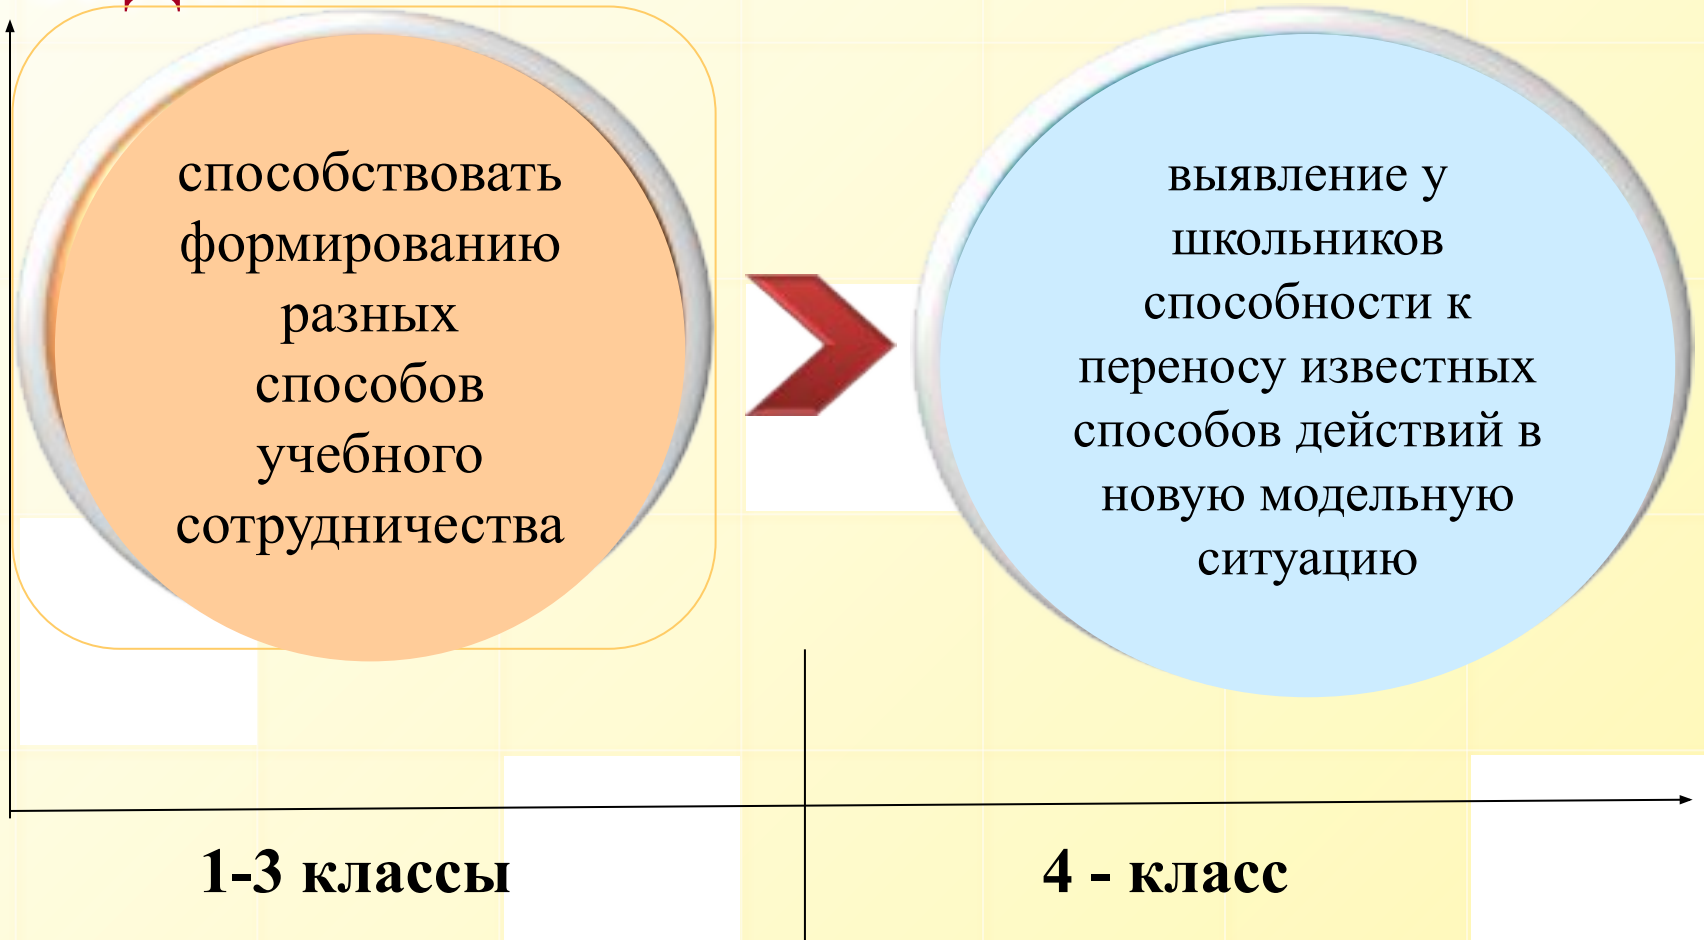 способствовать
формированию
разных
способов
учебного
сотрудничества
выявление у
школьников
способности к
переносу известных
способов действий в
новую модельную
ситуацию
1-3 классы
4 - класс